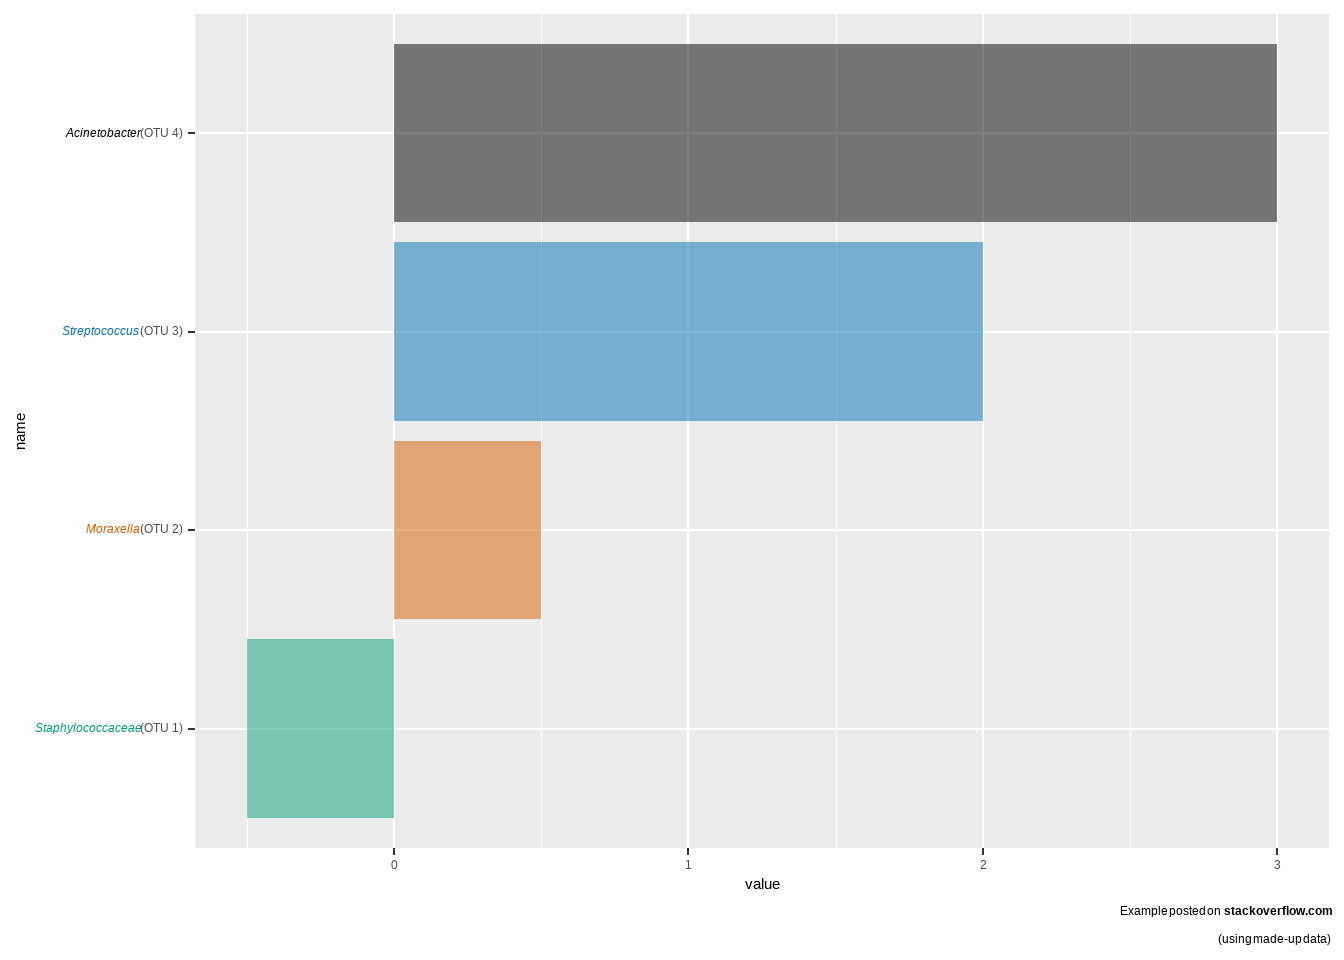 Acinetobacter(OTU 4)
Streptococcus(OTU 3)
Moraxella(OTU 2)
Staphylococcaceae(OTU 1)
name
0 1 2 3
value
Example posted on stackoverflow.com
(using made-up data)